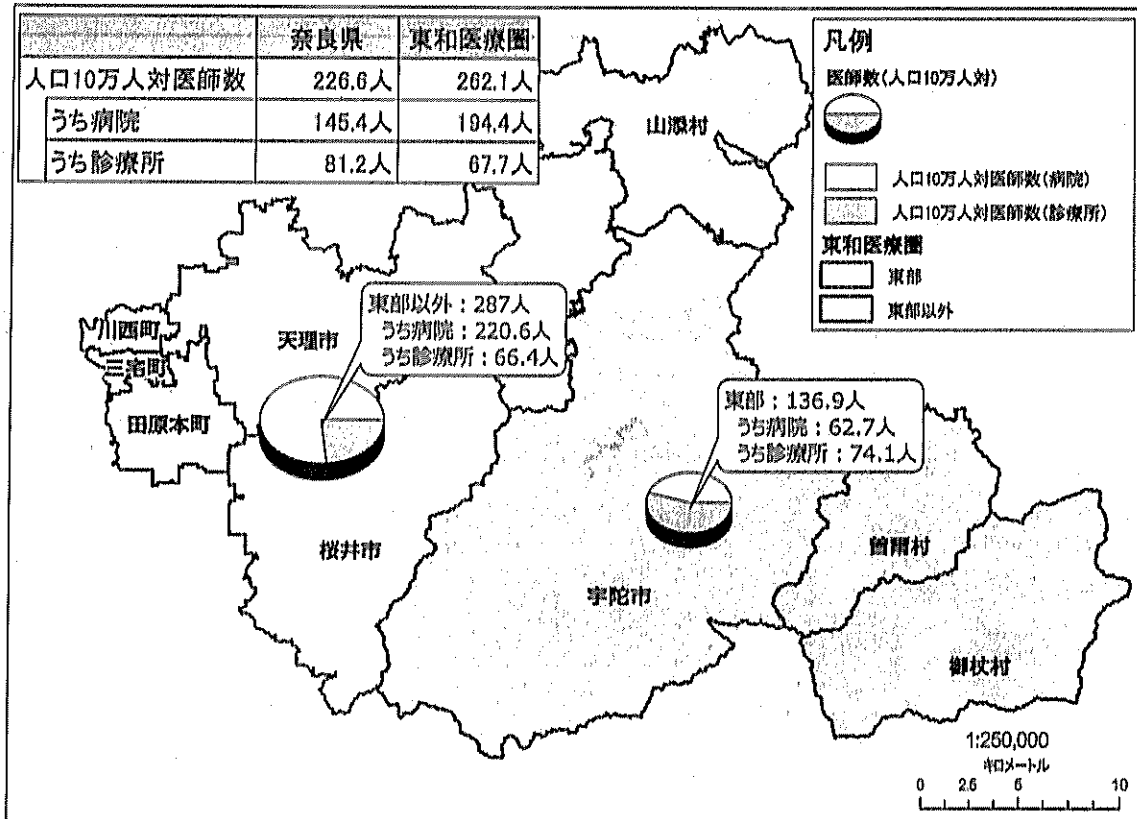 奈良県 東和医療圏
人口10万人対医師数 226.6人 262.1人
うち病院 145.4人 194.4人
うち診療所 81.2人 67.7人
凡例
医師数(人口10万人対)
人口10万人対医師数(病院)
人口10万人対医師数(診療所)
東和医療圏
東部
東部以外
山添村
東部以外：287人
うち病院：220.6人
うち診療所：66.4人
天理市
川西町
三宅町
田原本町
東部：136.9人
うち病院：62.7人
うち診療所：74.1人
桜井市
宇陀市
曽爾村
御杖村
1:250,000
キロメートル
0 2.5 5 10